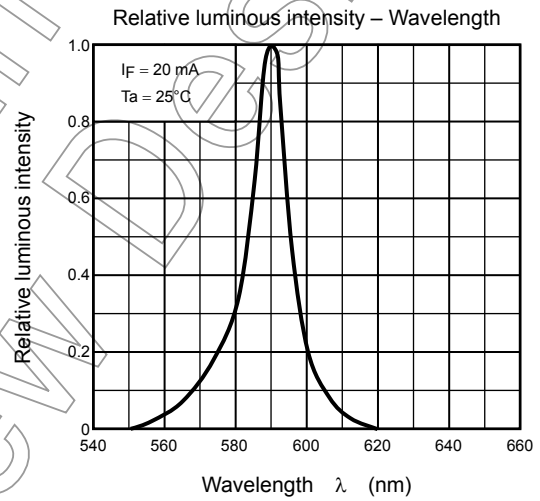 Relative luminous intensity – Wavelength
Relative luminous intensity
1.0
0.8
0.6
0.4
0.2
0
IF = 20 mA
Ta = 25°C
540 560 580 600 620 640 660
Wavelength λ (nm)